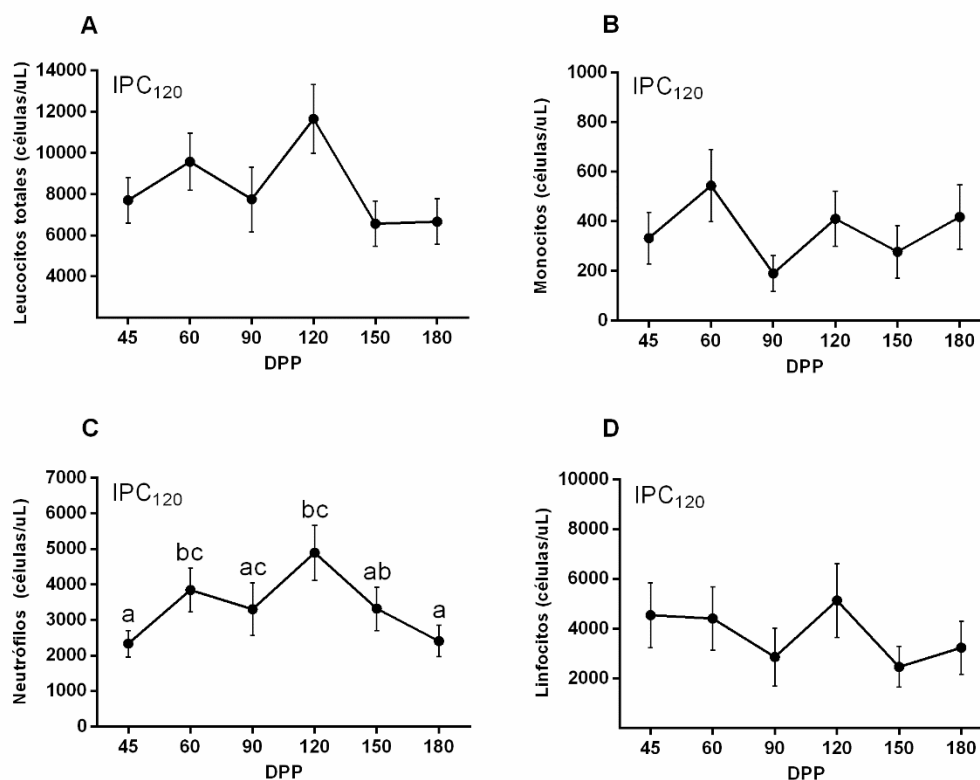 A
Leucocitos totales (células/uL)
14000
12000
10000
8000
6000
4000
IPC120
45 60 90 120 150 180
DPP
B
Monocitos (células/uL)
1000
800
600
400
200
0
IPC120
45 60 90 120 150 180
DPP
C
Neutrófilos (células/uL)
7000
6000
5000
4000
3000
2000
1000
0
IPC120
a bc ac bc ab a
45 60 90 120 150 180
DPP
D
Linfocitos (células/uL)
10000
8000
6000
4000
2000
IPC120
45 60 90 120 150 180
DPP